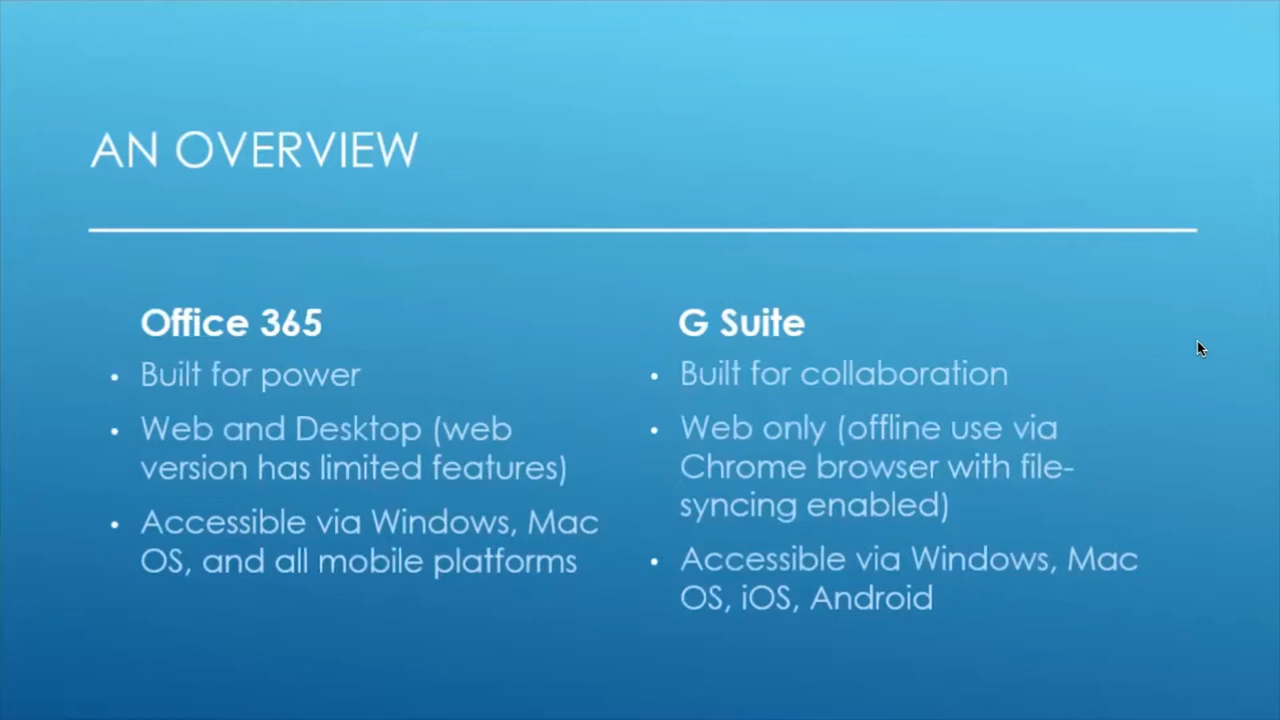 AN OVERVIEW
Office 365
• Built for power
• Web and Desktop (web
version has limited features)
• Accessible via Windows, Mac
OS, and all mobile platforms
G Suite
• Built for collaboration
• Web only (offline use via
Chrome browser with file-
syncing enabled)
• Accessible via Windows, Mac
OS, iOS, Android